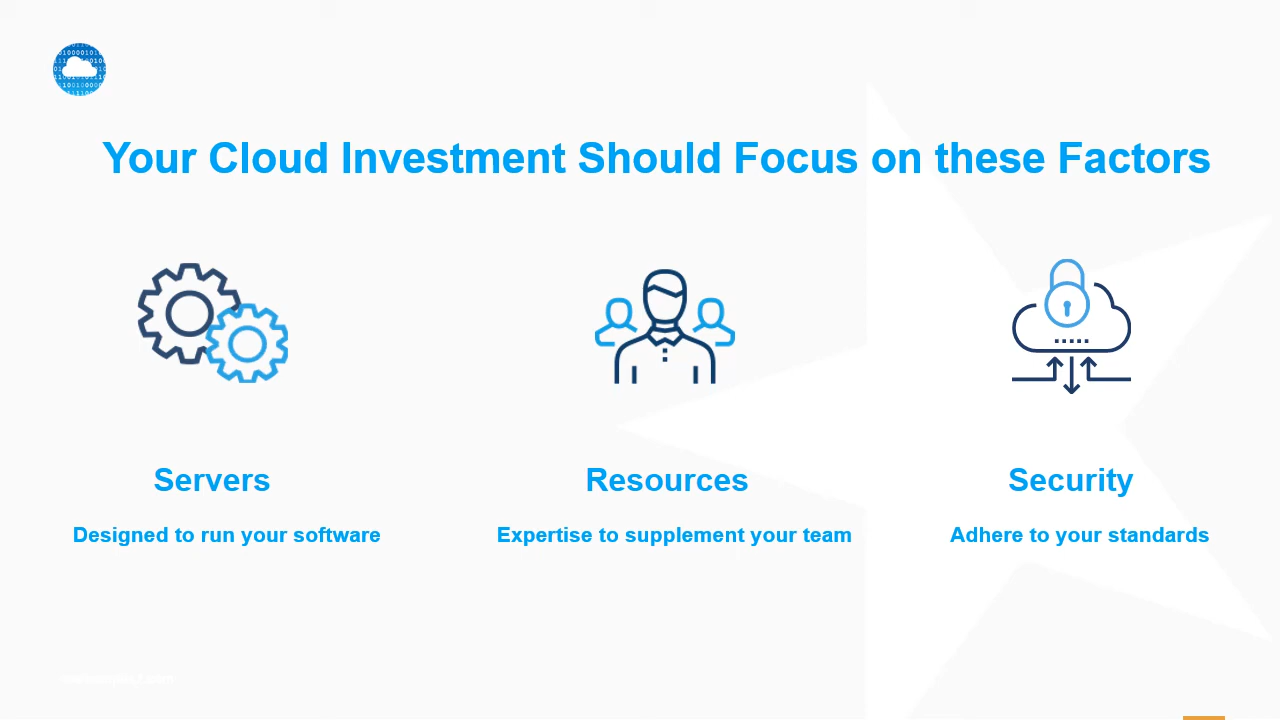 Your Cloud Investment Should Focus on these Factors
Servers
Resources
Security
Designed to run your software
Expertise to supplement your team
Adhere to your standards